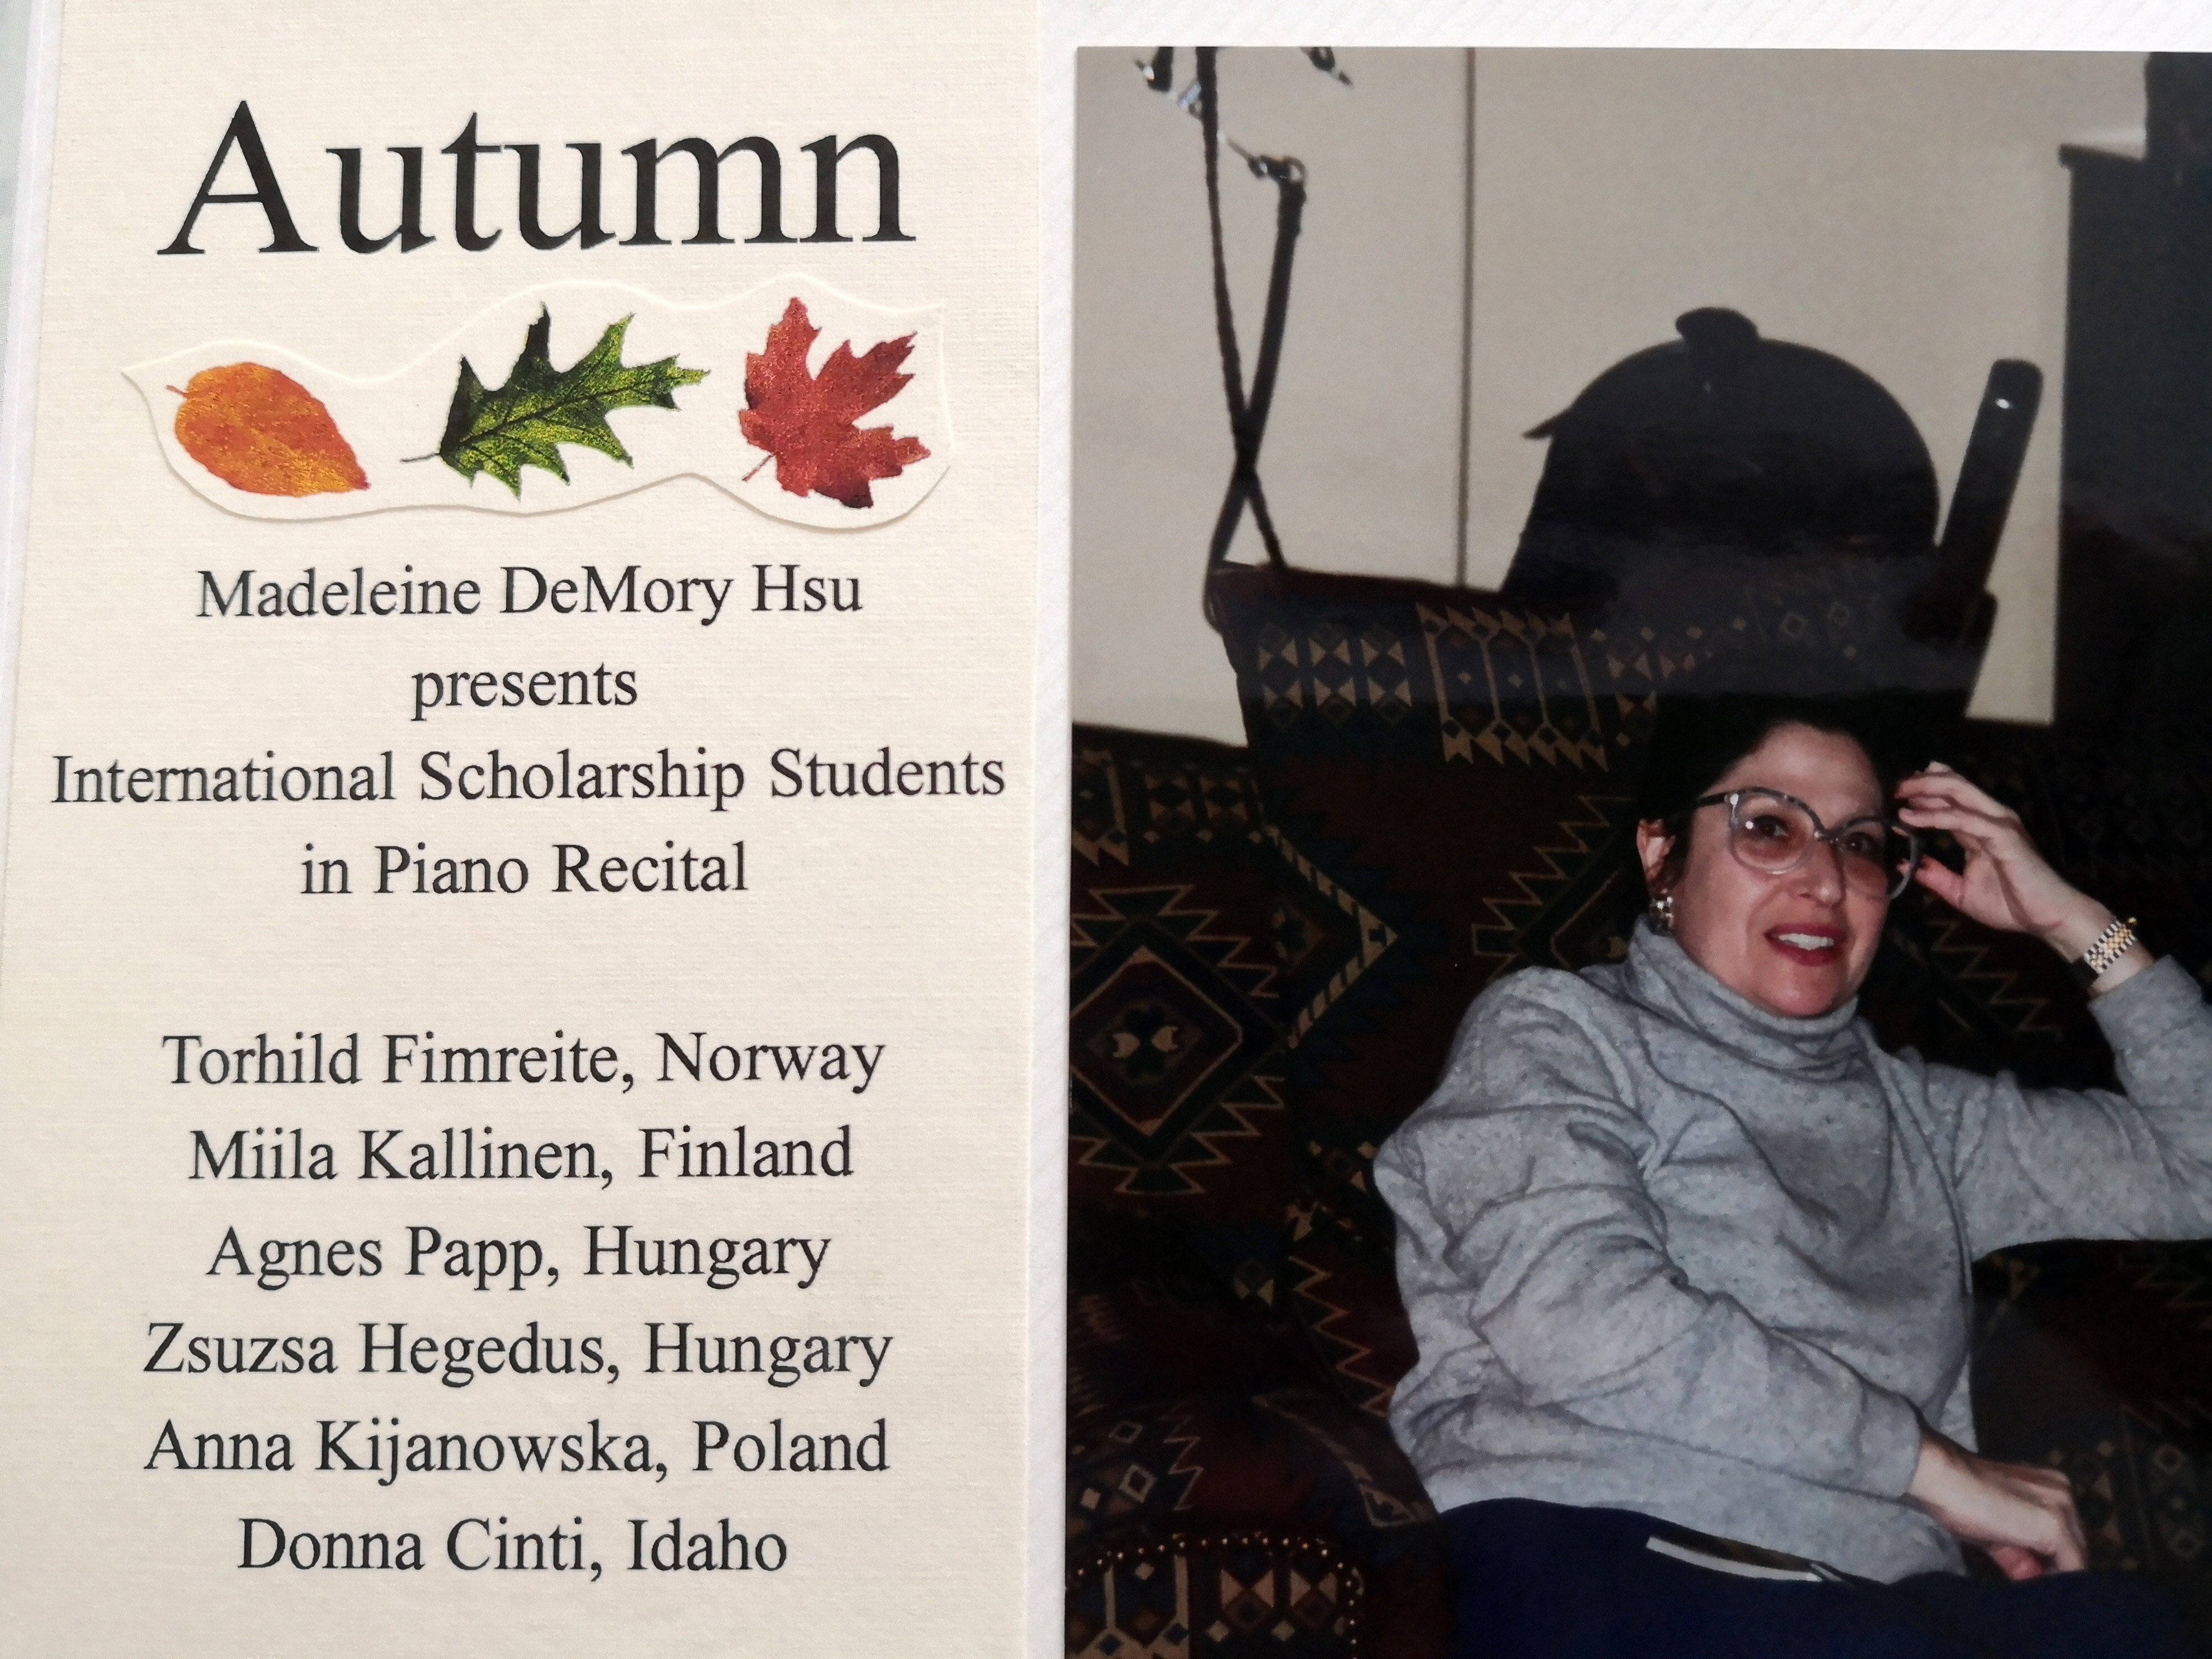 Autumn
Madeleine DeMory Hsu
presents
International Scholarship Students
in Piano Recital
Torhild Fimreite, Norway
Miila Kallinen, Finland
Agnes Papp, Hungary
Zsuzsa Hegedus, Hungary
Anna Kijanowska, Poland
Donna Cinti, Idaho